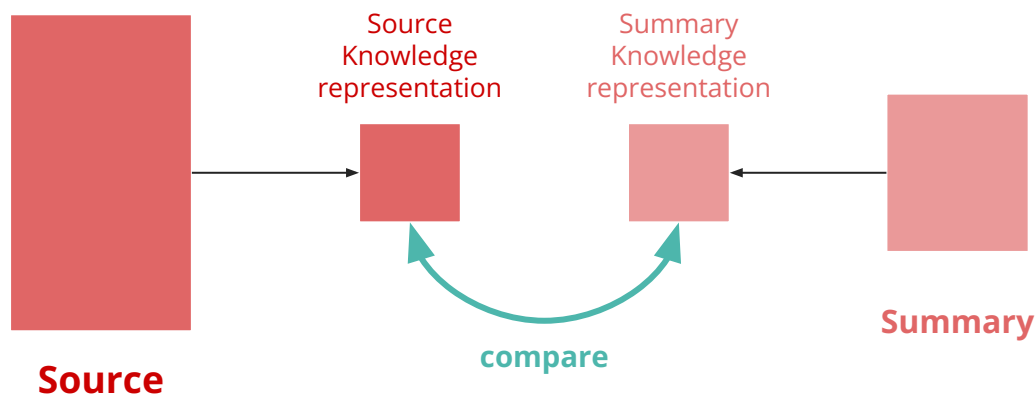 Source
Knowledge
representation
Summary
Knowledge
representation
Summary
compare
Source